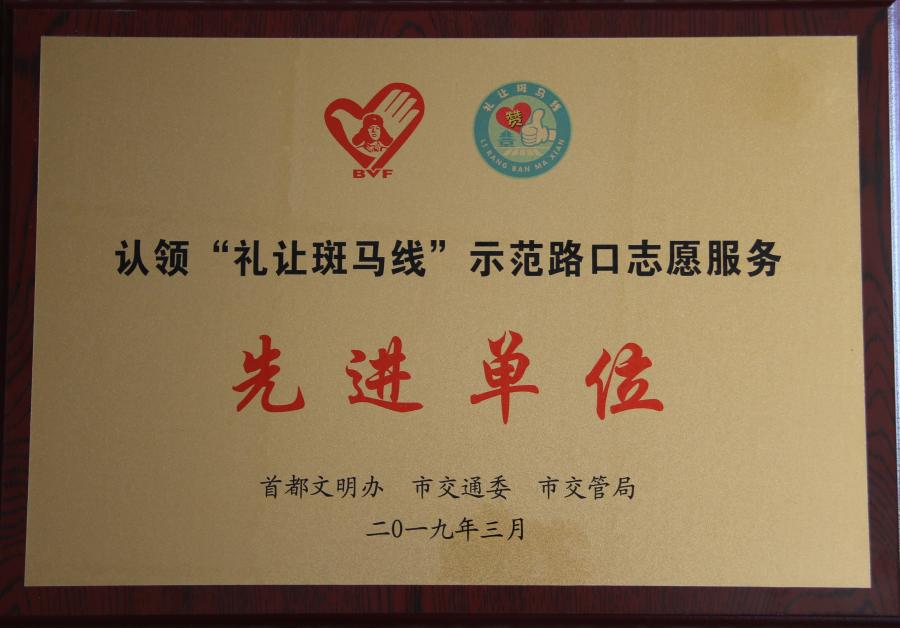 BVF
礼让斑马线
赞
LI RANG BAN MA XIAN
认领“礼让斑马线”示范路口志愿服务
先进单位
首都文明办 市交通委 市交管局
二〇一九年三月